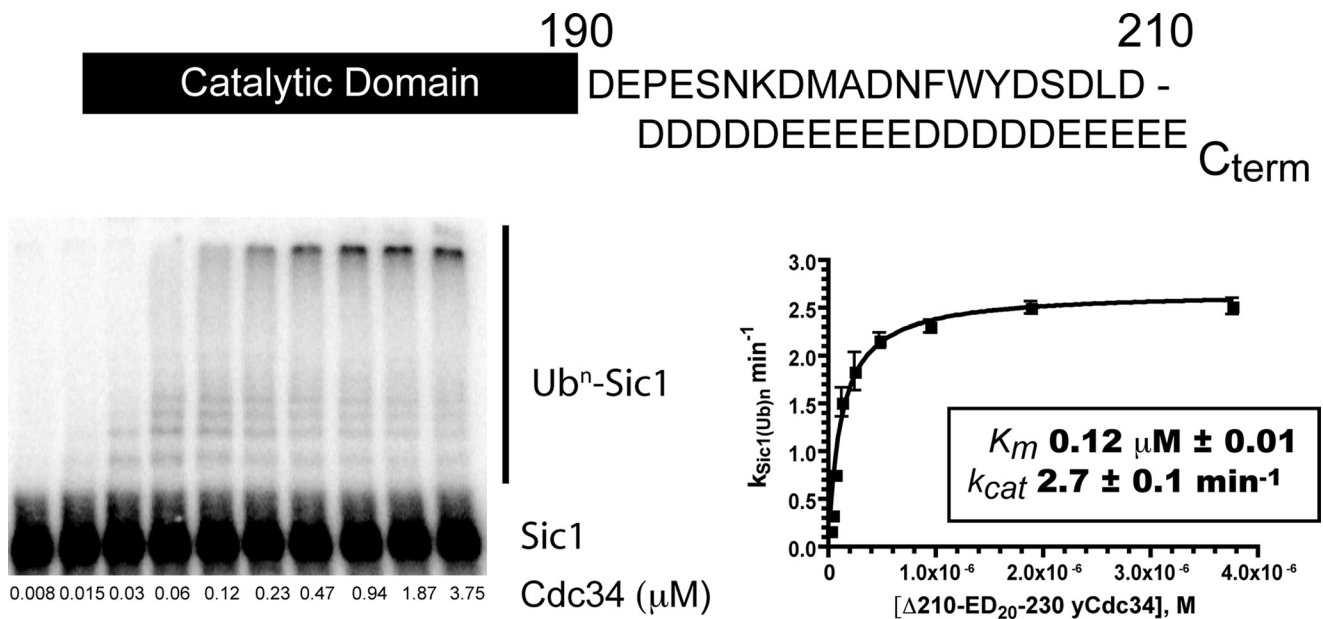 190 210
Catalytic Domain DEPESNKDMADNFWYDSDLD -
DDDDDEEEEEDDDDDEEEEE
Cterm
Ubⁿ-Sic1
Sic1
0.008 0.015 0.03 0.06 0.12 0.23 0.47 0.94 1.87 3.75 Cdc34 (μM)
kSic1(Ub)n min⁻¹
3.0
2.5
2.0
1.5
1.0
0.5
0.0
Km 0.12 μM ± 0.01
kcat 2.7 ± 0.1 min⁻¹
0 1.0x10⁻⁶ 2.0x10⁻⁶ 3.0x10⁻⁶ 4.0x10⁻⁶
[Δ210-ED₂₀-230 yCdc34], M